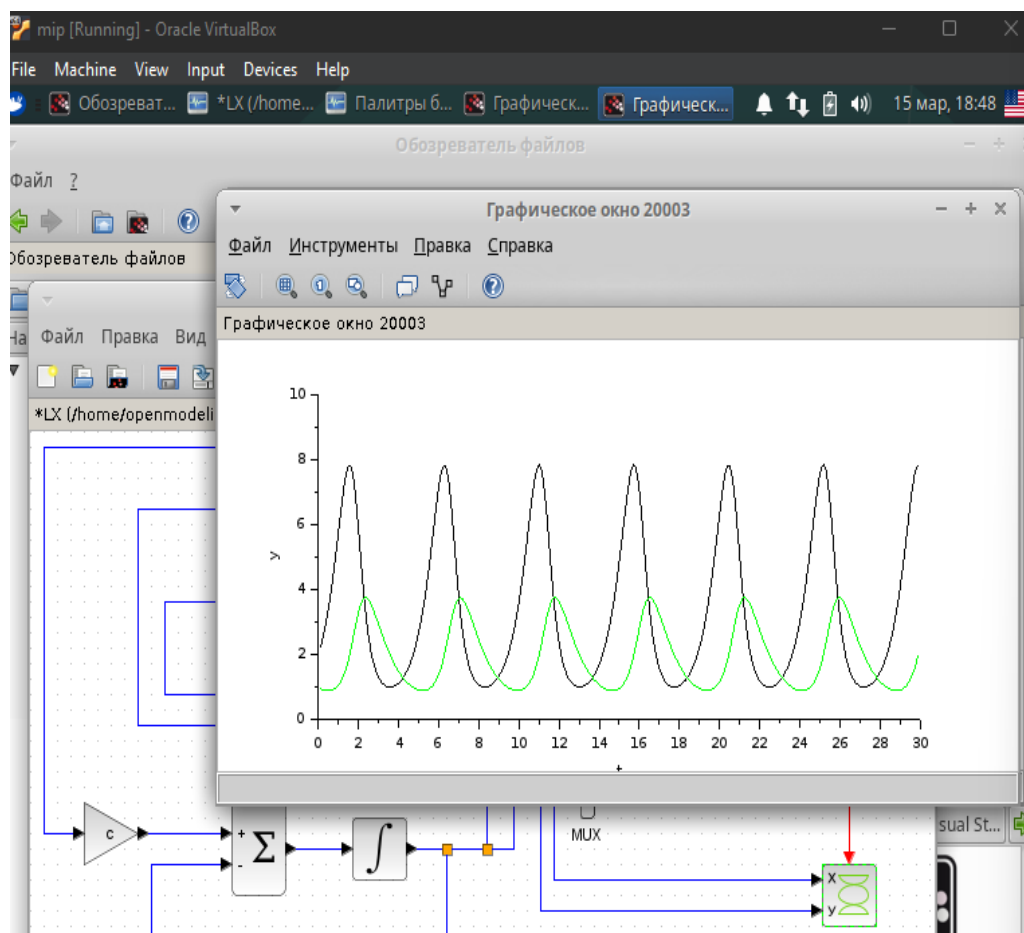 mip [Running] - Oracle VirtualBox
File Machine View Input Devices Help
Обозреват... *LX (/home... Палитры б... Графическ... Графическ... 15 мар, 18:48
Обозреватель файлов
Файл ?
Графическое окно 20003
Файл Инструменты Правка Справка
Обозреватель файлов
Графическое окно 20003
На
Файл Правка Вид
*LX (/home/openmodeli
10
8
6
y
4
2
0
0 2 4 6 8 10 12 14 16 18 20 22 24 26 28 30
t
c
+
-
Σ
∫
MUX
sual St...
x
y